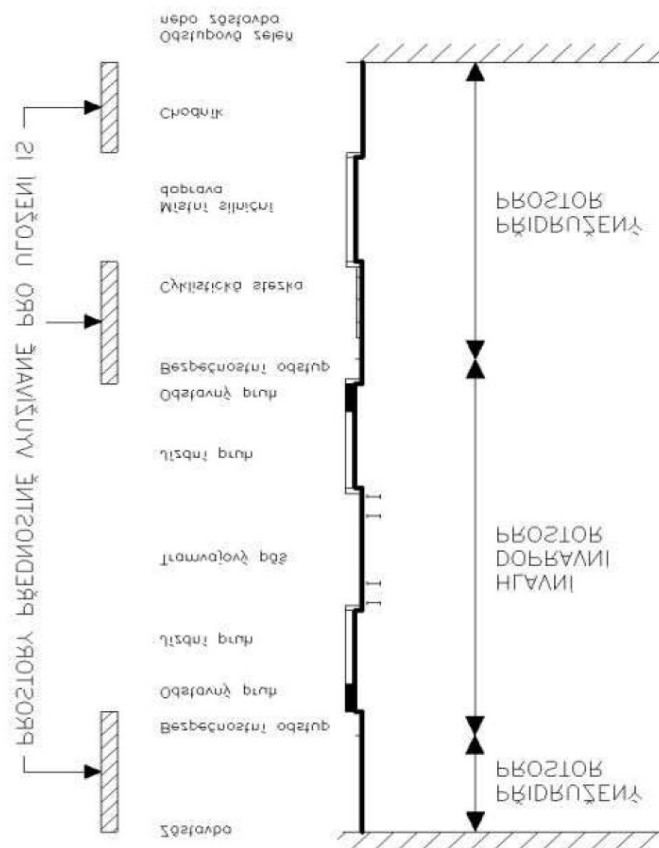 PROSTORY PŘEDNOSTNĚ VYUŽÍVANÉ PRO ULOŽENÍ IS
Zástavba
Bezpečnostní odstup
Odstavný pruh
Jízdní pruh
Tramvajový pás
Jízdní pruh
Odstavný pruh
Bezpečnostní odstup
Cyklistická stezka
Místní silniční
doprava
Chodník
Odstupová zeleň
nebo zástavba
PŘIDRUŽENÝ
PROSTOR
HLAVNÍ
DOPRAVNÍ
PROSTOR
PŘIDRUŽENÝ
PROSTOR